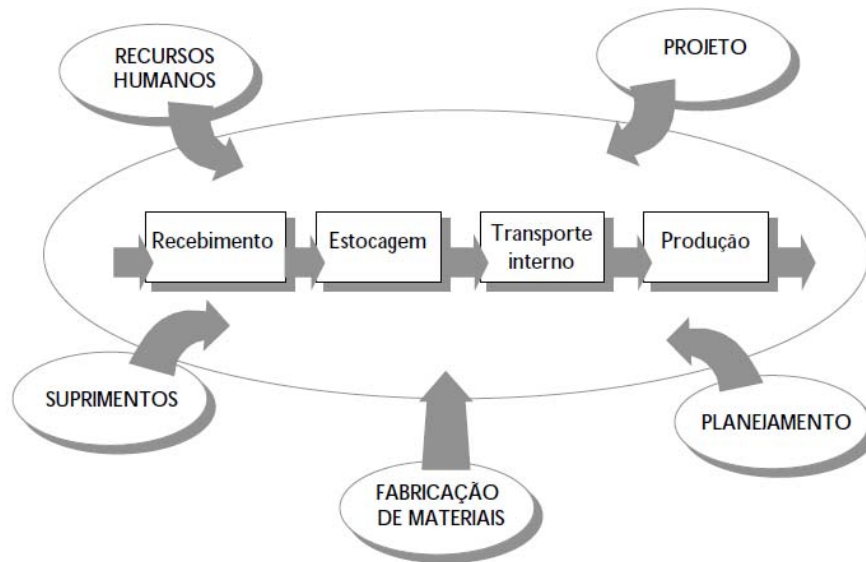 RECURSOS
HUMANOS
PROJETO
Recebimento
Estocagem
Transporte
interno
Produção
SUPRIMENTOS
PLANEJAMENTO
FABRICAÇÃO
DE MATERIAIS